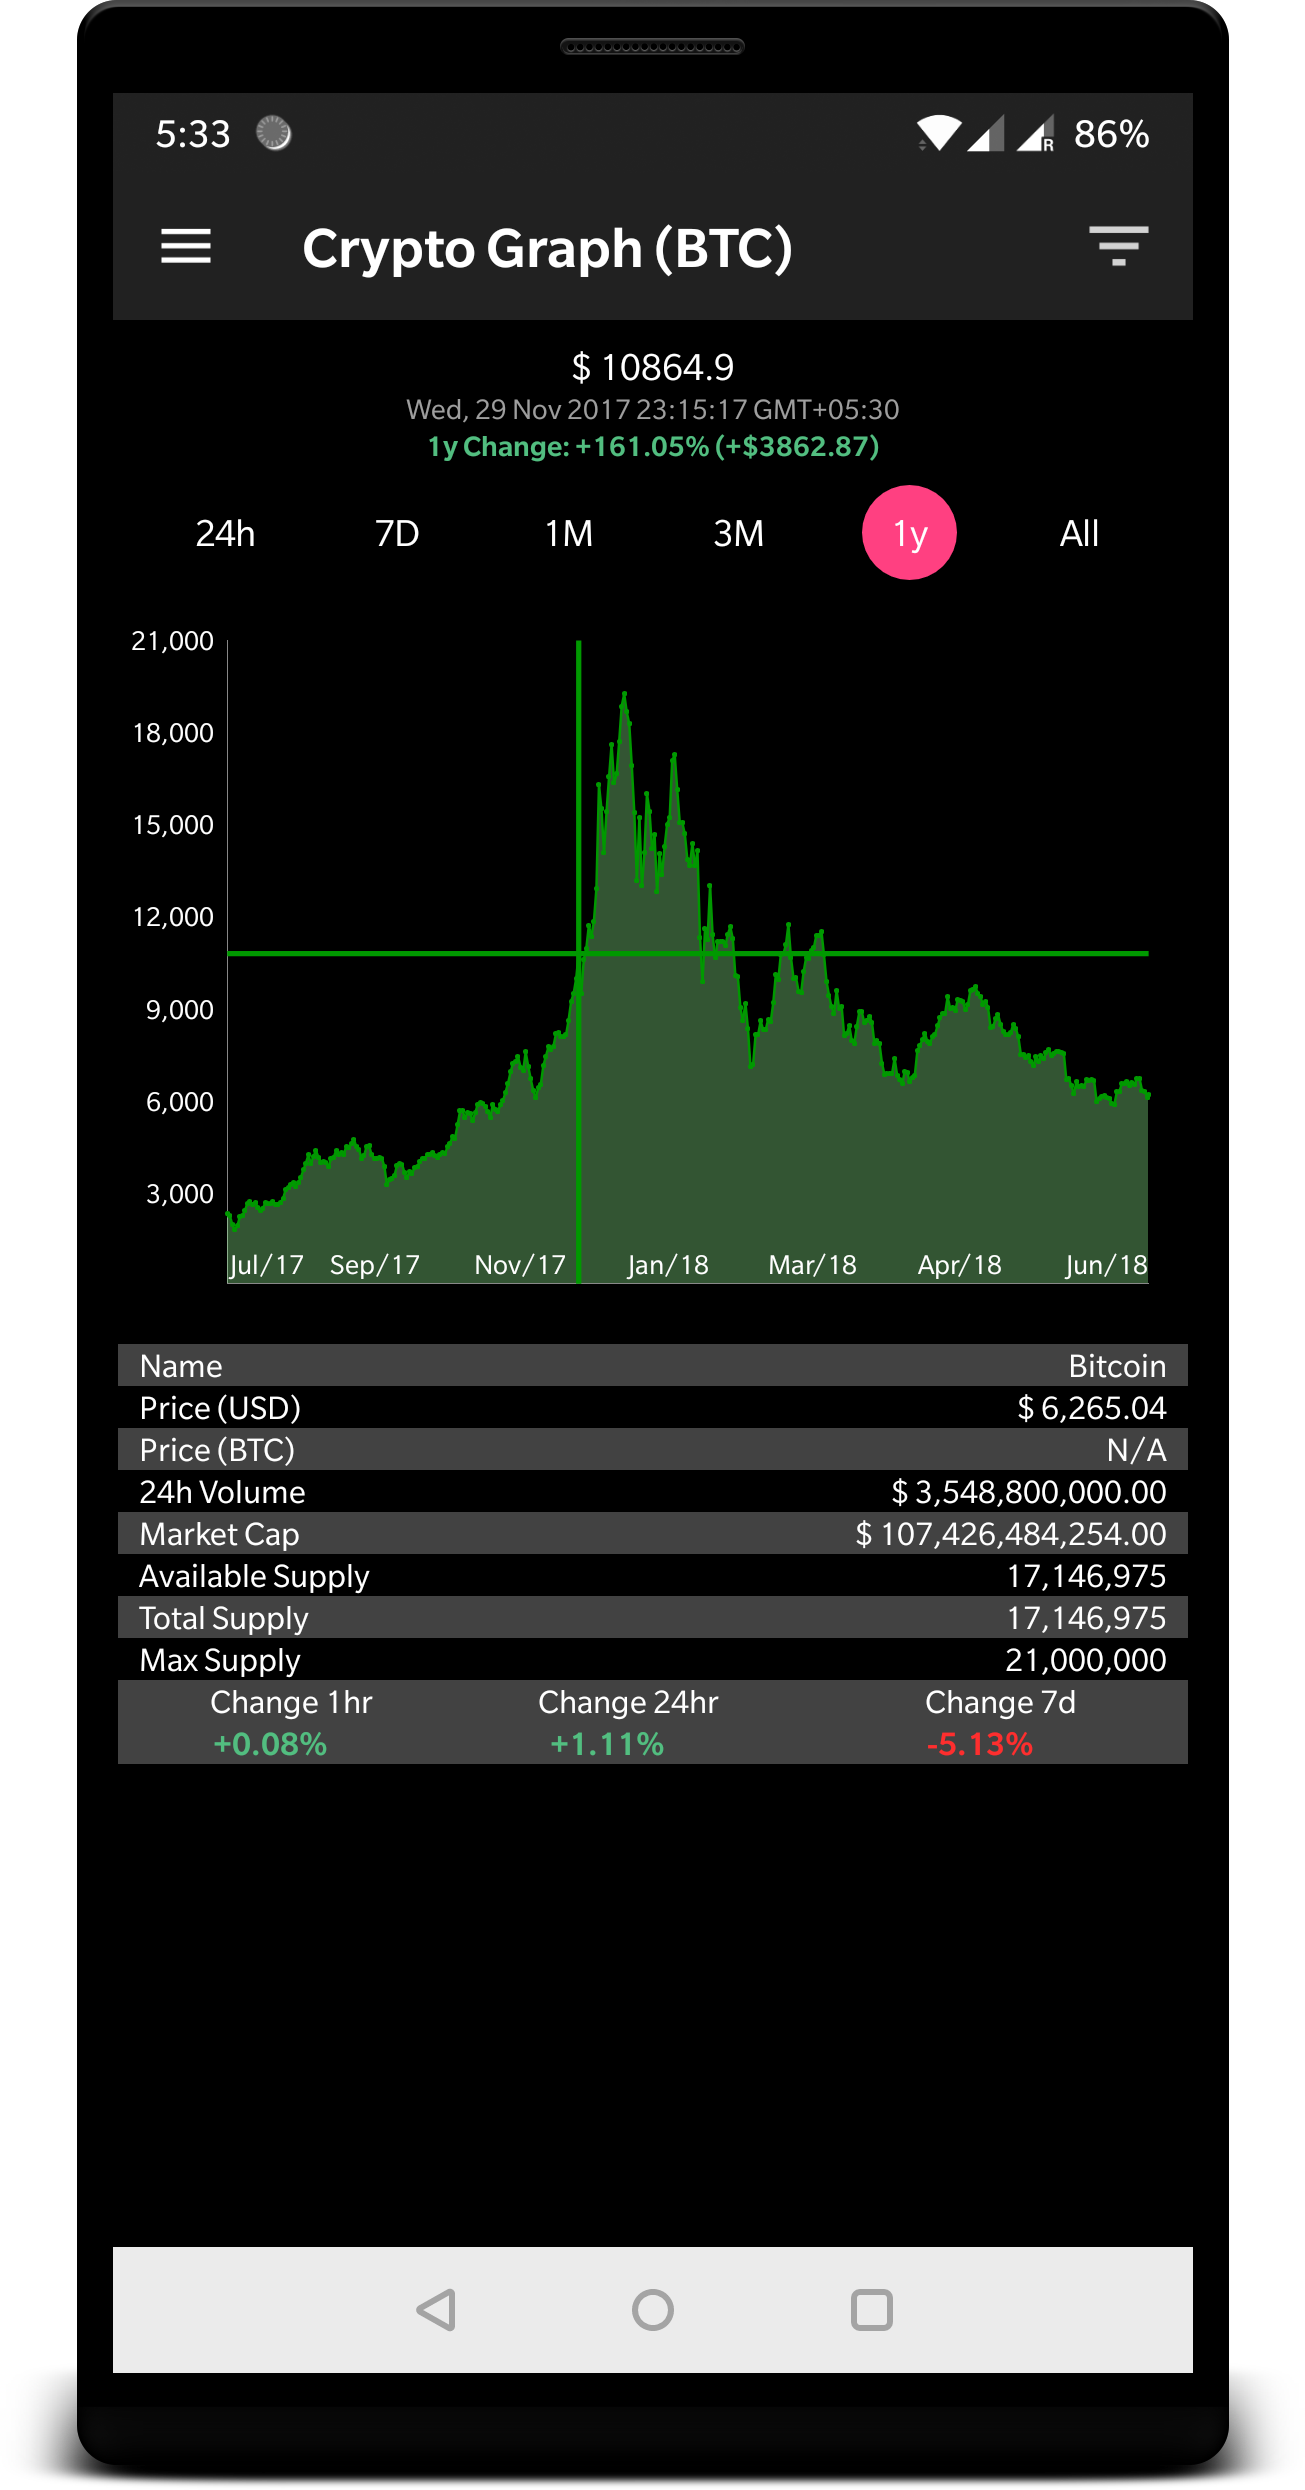 5:33 R 86%
Crypto Graph (BTC)
$ 10864.9
Wed, 29 Nov 2017 23:15:17 GMT+05:30
1y Change: +161.05% (+$3862.87)
24h 7D 1M 3M 1y All
21,000
18,000
15,000
12,000
9,000
6,000
3,000
Jul/17 Sep/17 Nov/17 Jan/18 Mar/18 Apr/18 Jun/18
Name Bitcoin
Price (USD) $ 6,265.04
Price (BTC) N/A
24h Volume $ 3,548,800,000.00
Market Cap $ 107,426,484,254.00
Available Supply 17,146,975
Total Supply 17,146,975
Max Supply 21,000,000
Change 1hr Change 24hr Change 7d
+0.08% +1.11% -5.13%